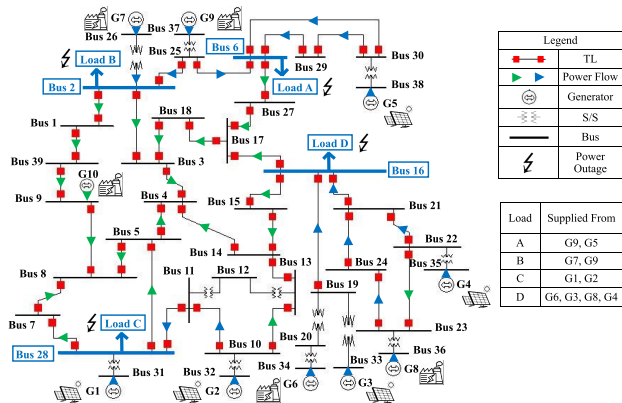 G7
G9
Bus 26
Bus 37
Load B
Bus 25
Bus 6
Bus 30
Bus 29
Bus 2
Load A
Bus 38
Bus 18
Bus 27
G5
Bus 1
Bus 17
Load D
Bus 39
Bus 3
G10
Bus 16
Bus 9
Bus 4
Bus 15
Bus 21
Bus 5
Bus 14
Bus 22
Bus 13
Bus 35
Bus 8
Bus 11
Bus 12
Bus 24
G4
Bus 19
Bus 7
Load C
Bus 23
Bus 20
Bus 28
Bus 10
Bus 31
Bus 32
Bus 34
Bus 33
Bus 36
G1
G2
G6
G3
G8
Legend
TL
Power Flow
Generator
S/S
Bus
Power
Outage
Load Supplied From
A G9, G5
B G7, G9
C G1, G2
D G6, G3, G8, G4